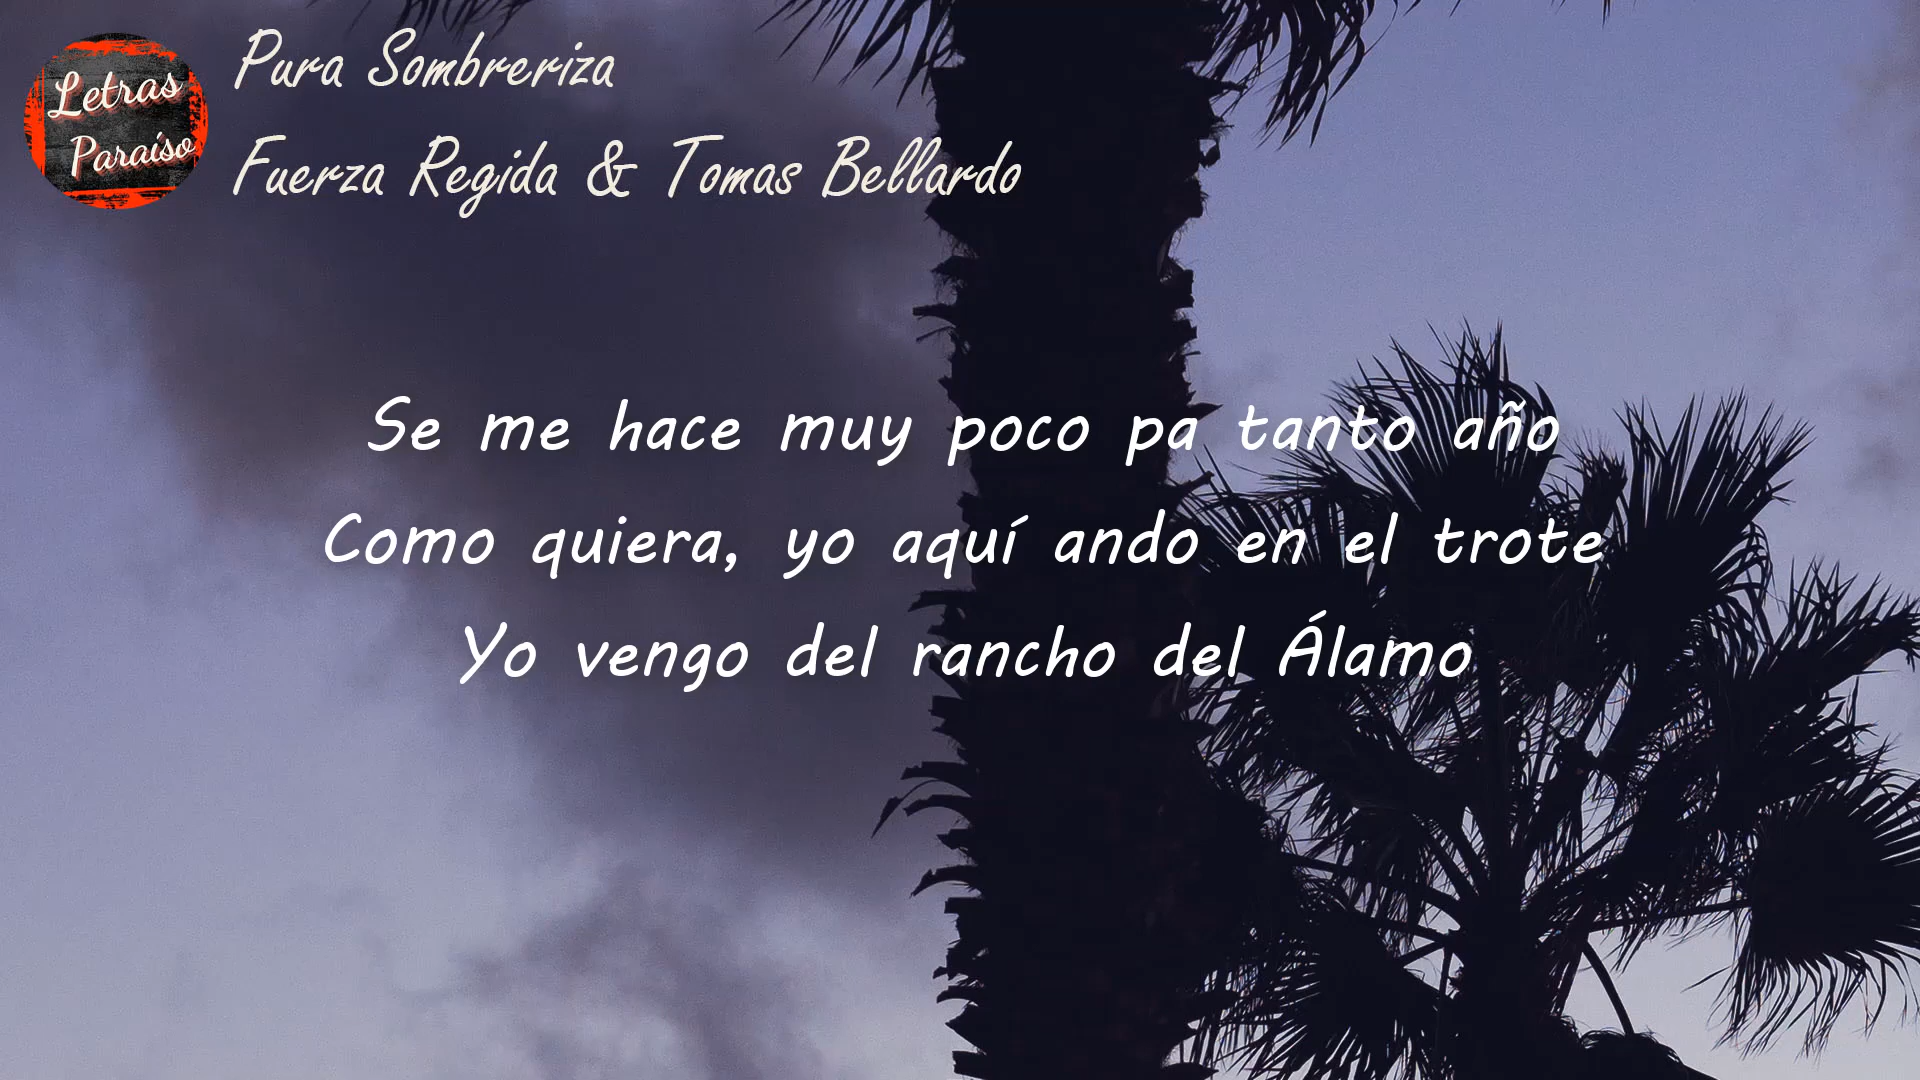 Letras
Paraíso
Pura Sombreriza
Fuerza Regida & Tomas Bellardo
Se me hace muy poco pa tanto año
Como quiera, yo aquí ando en el trote
Yo vengo del rancho del Álamo